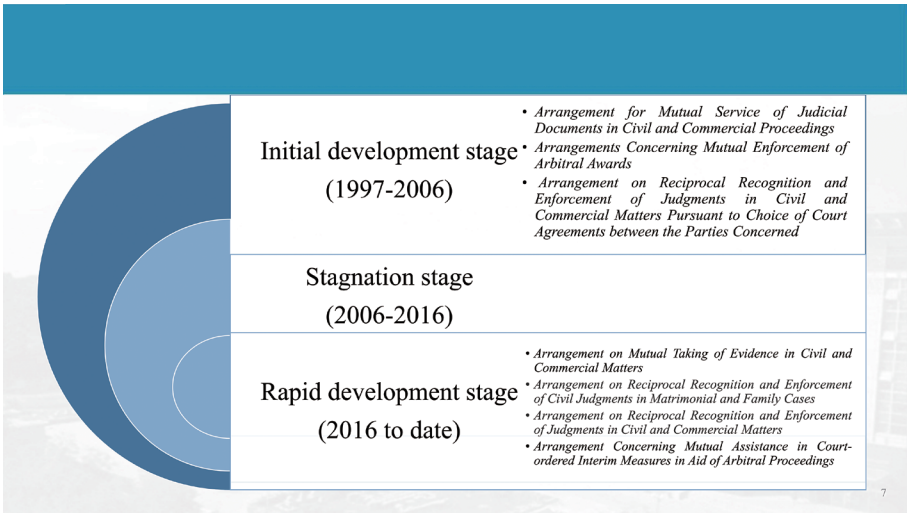 Initial development stage
(1997-2006)
• Arrangement for Mutual Service of Judicial
Documents in Civil and Commercial Proceedings
• Arrangements Concerning Mutual Enforcement of
Arbitral Awards
• Arrangement on Reciprocal Recognition and
Enforcement of Judgments in Civil and
Commercial Matters Pursuant to Choice of Court
Agreements between the Parties Concerned
Stagnation stage
(2006-2016)
Rapid development stage
(2016 to date)
• Arrangement on Mutual Taking of Evidence in Civil and
Commercial Matters
• Arrangement on Reciprocal Recognition and Enforcement
of Civil Judgments in Matrimonial and Family Cases
• Arrangement on Reciprocal Recognition and Enforcement
of Judgments in Civil and Commercial Matters
• Arrangement Concerning Mutual Assistance in Court-
ordered Interim Measures in Aid of Arbitral Proceedings
7